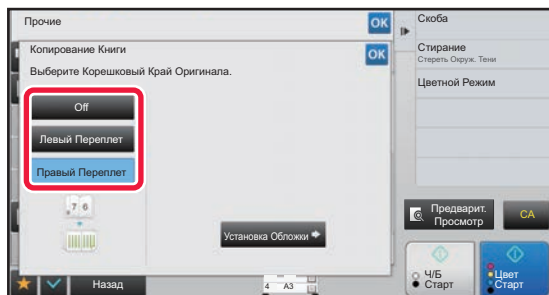 Прочие
OK
Копирование Книги
OK
Выберите Корешковый Край Оригинала.
Off
Левый Переплет
Правый Переплет
7 6
Установка Обложки
Назад
4 A3
Скоба
Стирание
Стереть Окруж. Тени
Цветной Режим
Предварит.
Просмотр
CA
Ч/Б
Старт
Цвет
Старт